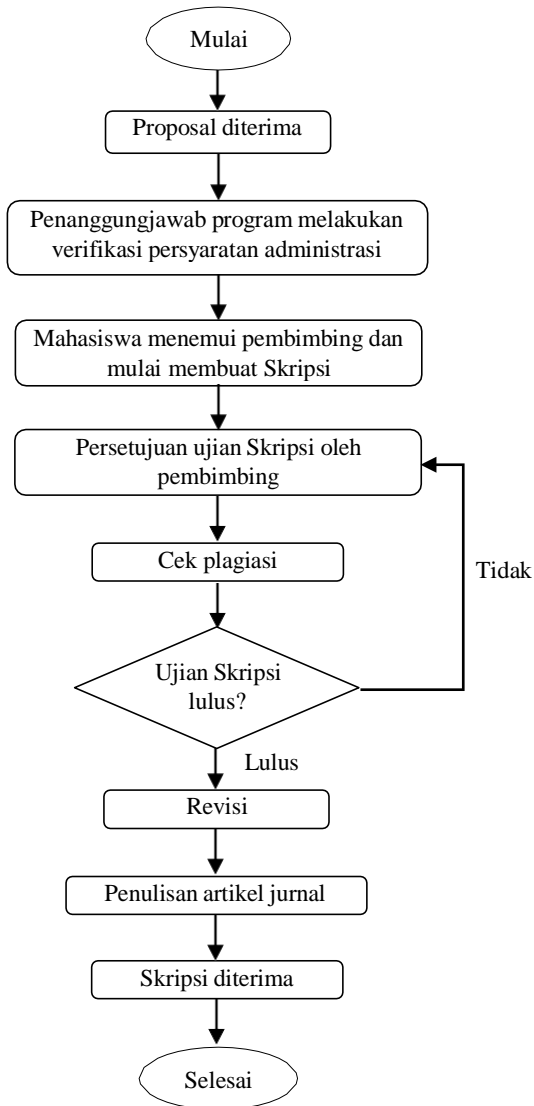 Mulai
Proposal diterima
Penanggungjawab program melakukan
verifikasi persyaratan administrasi
Mahasiswa menemui pembimbing dan
mulai membuat Skripsi
Persetujuan ujian Skripsi oleh
pembimbing
Cek plagiasi
Tidak
Ujian Skripsi
lulus?
Lulus
Revisi
Penulisan artikel jurnal
Skripsi diterima
Selesai